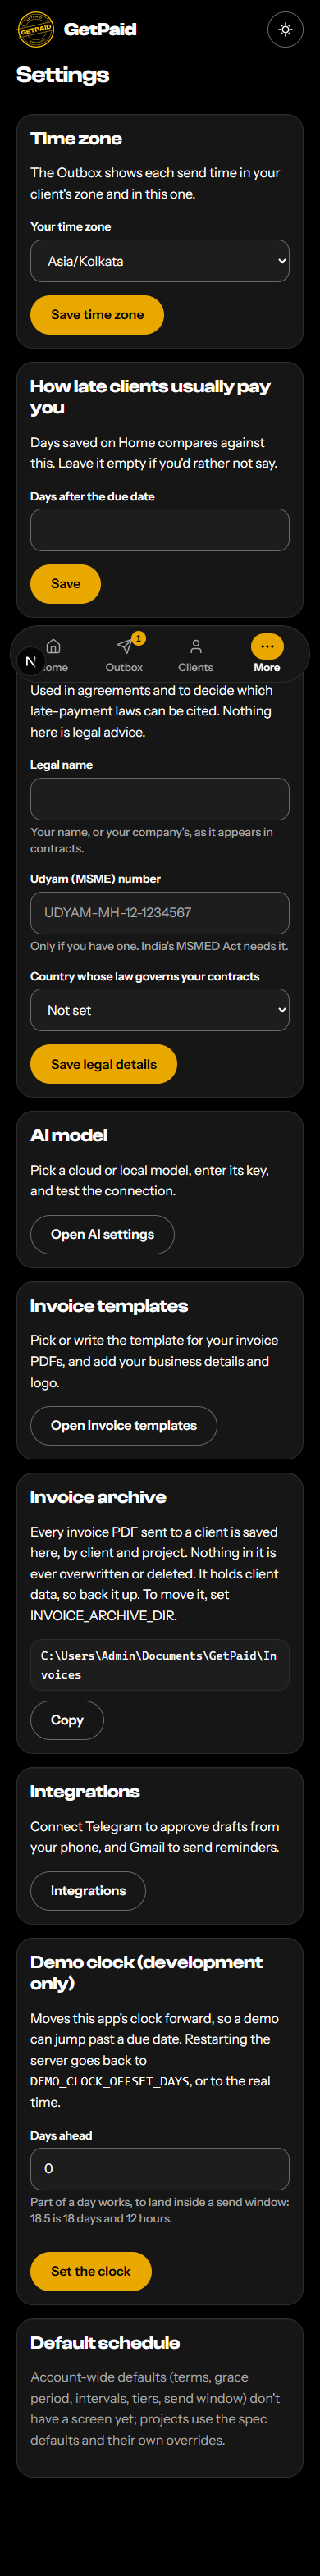 GETPAID
GetPaid
Settings
Time zone
The Outbox shows each send time in your
client's zone and in this one.
Your time zone
Asia/Kolkata
Save time zone
How late clients usually pay
you
Days saved on Home compares against
this. Leave it empty if you'd rather not say.
Days after the due date
Save
N
ome
Outbox
1
Clients
More
Used in agreements and to decide which
late-payment laws can be cited. Nothing
here is legal advice.
Legal name
Your name, or your company's, as it appears in
contracts.
Udyam (MSME) number
UDYAM-MH-12-1234567
Only if you have one. India's MSMED Act needs it.
Country whose law governs your contracts
Not set
Save legal details
AI model
Pick a cloud or local model, enter its key,
and test the connection.
Open AI settings
Invoice templates
Pick or write the template for your invoice
PDFs, and add your business details and
logo.
Open invoice templates
Invoice archive
Every invoice PDF sent to a client is saved
here, by client and project. Nothing in it is
ever overwritten or deleted. It holds client
data, so back it up. To move it, set
INVOICE_ARCHIVE_DIR.
C:\Users\Admin\Documents\GetPaid\In
voices
Copy
Integrations
Connect Telegram to approve drafts from
your phone, and Gmail to send reminders.
Integrations
Demo clock (development
only)
Moves this app's clock forward, so a demo
can jump past a due date. Restarting the
server goes back to
DEMO_CLOCK_OFFSET_DAYS, or to the real
time.
Days ahead
0
Part of a day works, to land inside a send window:
18.5 is 18 days and 12 hours.
Set the clock
Default schedule
Account-wide defaults (terms, grace
period, intervals, tiers, send window) don't
have a screen yet; projects use the spec
defaults and their own overrides.